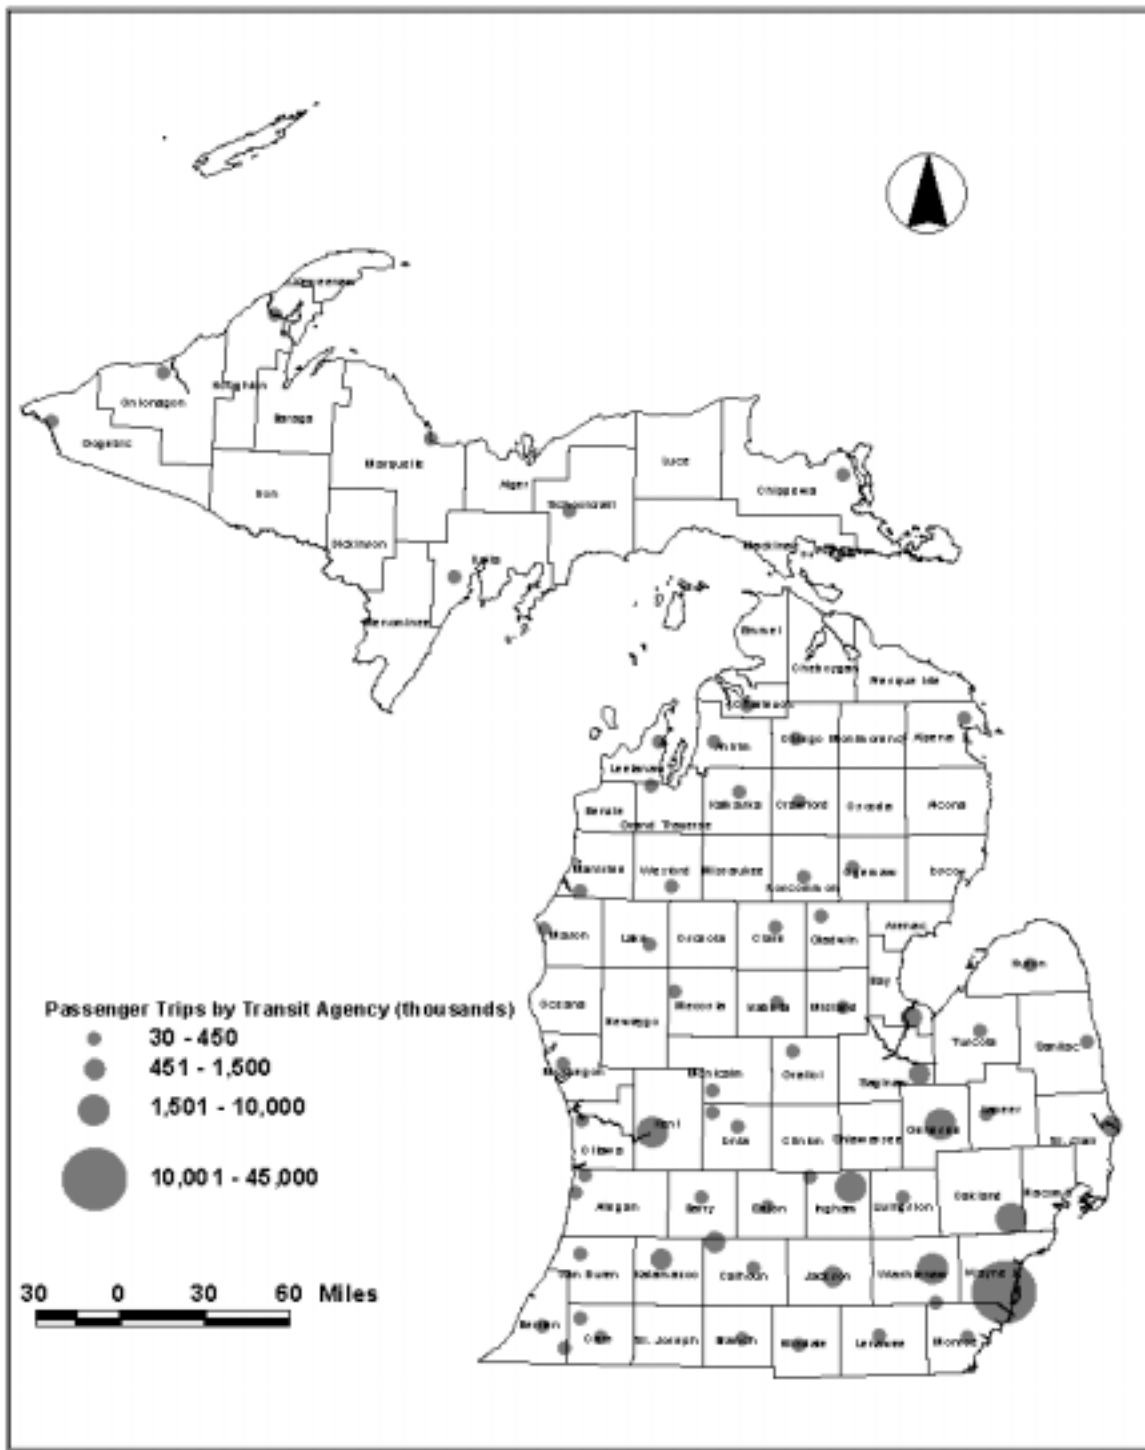 Ontonagon
Gogebic
Baraga
Iron
Marquette
Dickinson
Menominee
Alger
Schoolcraft
Luce
Chippewa
Delta
Emmet
Cheboygan
Presque Isle
Antrim
Otsego
Montmorency
Alpena
Leelanau
Benzie
Grand Traverse
Kalkaska
Crawford
Oscoda
Alcona
Manistee
Wexford
Missaukee
Roscommon
Ogemaw
Iosco
Mason
Lake
Osceola
Clare
Gladwin
Arenac
Huron
Bay
Oceana
Newaygo
Mecosta
Isabella
Midland
Passenger Trips by Transit Agency (thousands)
30 - 450
451 - 1,500
1,501 - 10,000
10,001 - 45,000
Tuscola
Sanilac
Muskegon
Montcalm
Gratiot
Saginaw
Kent
Ottawa
Ionia
Clinton
Shiawassee
Genesee
Lapeer
St. Clair
Allegan
Barry
Eaton
Ingham
Livingston
Oakland
Macomb
Van Buren
Kalamazoo
Calhoun
Jackson
Washtenaw
Wayne
30 0 30 60 Miles
Berrien
Cass
St. Joseph
Branch
Hillsdale
Lenawee
Monroe